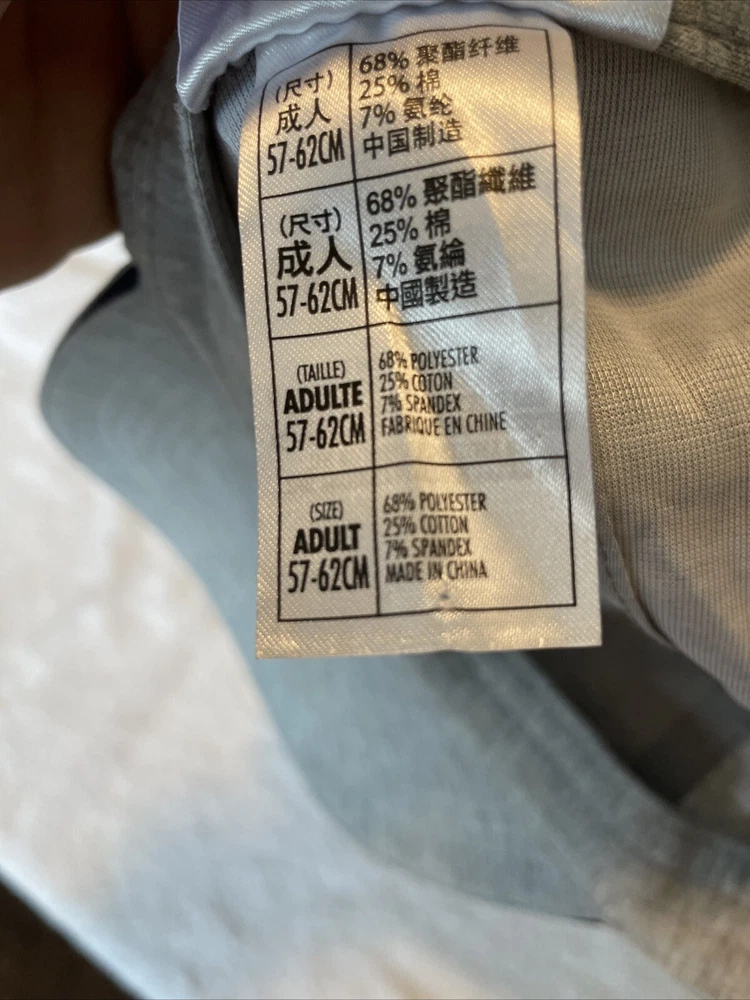 (尺寸)
成人
57-62CM
68% 聚酯纤维
25% 棉
7% 氨纶
中国制造
(尺寸)
成人
57-62CM
68% 聚酯纖維
25% 棉
7% 氨綸
中國製造
(TAILLE)
ADULTE
57-62CM
68% POLYESTER
25% COTON
7% SPANDEX
FABRIQUE EN CHINE
(SIZE)
ADULT
57-62CM
68% POLYESTER
25% COTTON
7% SPANDEX
MADE IN CHINA